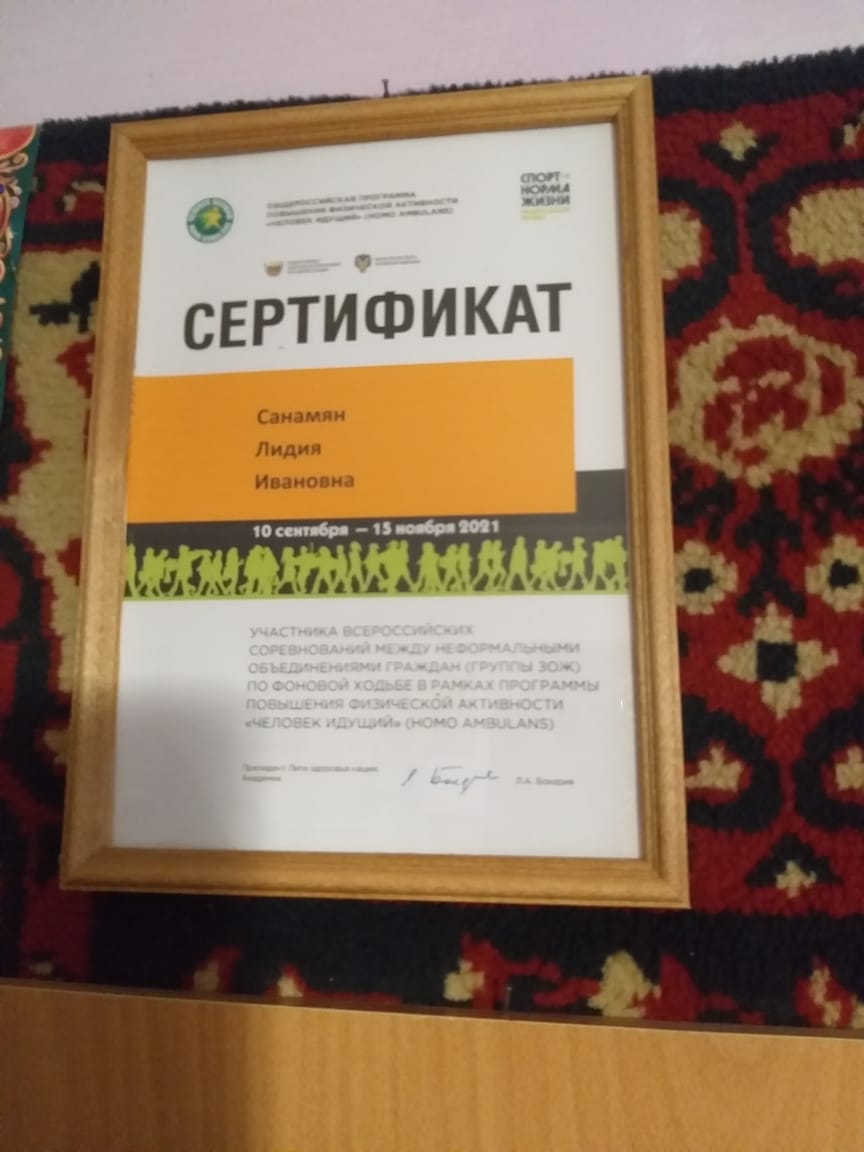 ОБЩЕРОССИЙСКАЯ ПРОГРАММА
ПОВЫШЕНИЯ ФИЗИЧЕСКОЙ АКТИВНОСТИ
«ЧЕЛОВЕК ИДУЩИЙ» (HOMO AMBULANS)
СПОРТ
НОРМА
ЖИЗНИ
СЕРТИФИКАТ
Санамян
Лидия
Ивановна
10 сентября — 15 ноября 2021
УЧАСТНИКА ВСЕРОССИЙСКИХ
СОРЕВНОВАНИЙ МЕЖДУ НЕФОРМАЛЬНЫМИ
ОБЪЕДИНЕНИЯМИ ГРАЖДАН (ГРУППЫ ЗОЖ)
ПО ФОНОВОЙ ХОДЬБЕ В РАМКАХ ПРОГРАММЫ
ПОВЫШЕНИЯ ФИЗИЧЕСКОЙ АКТИВНОСТИ
«ЧЕЛОВЕК ИДУЩИЙ» (HOMO AMBULANS)
Президент Лиги здоровья нации,
Академик
Л.А. Бокерия